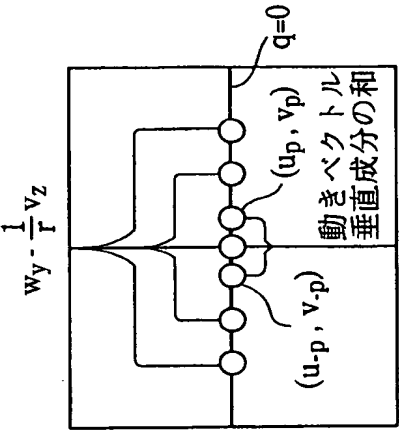 w_y - 1/r v_z
q=0
(u_p , v_p)
(u_-p , v_-p)
動きベクトル
垂直成分の和